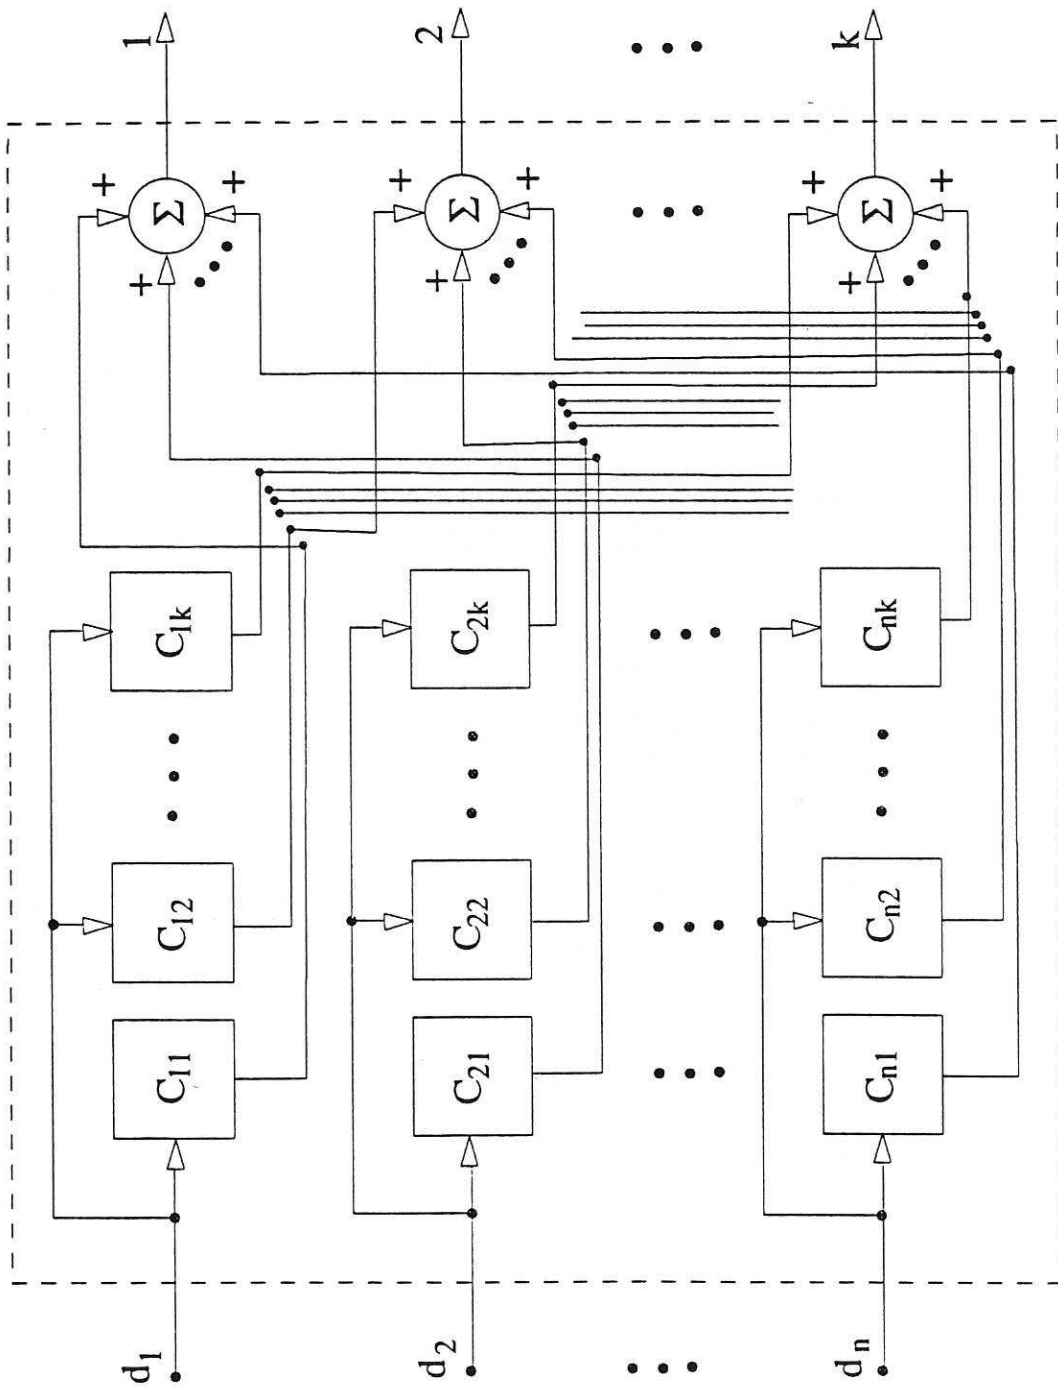 d₁
C₁₁
C₁₂
C₁ₖ
+
+
+
Σ
1
d₂
C₂₁
C₂₂
C₂ₖ
+
+
+
Σ
2
dₙ
Cₙ₁
Cₙ₂
Cₙₖ
+
+
+
Σ
k